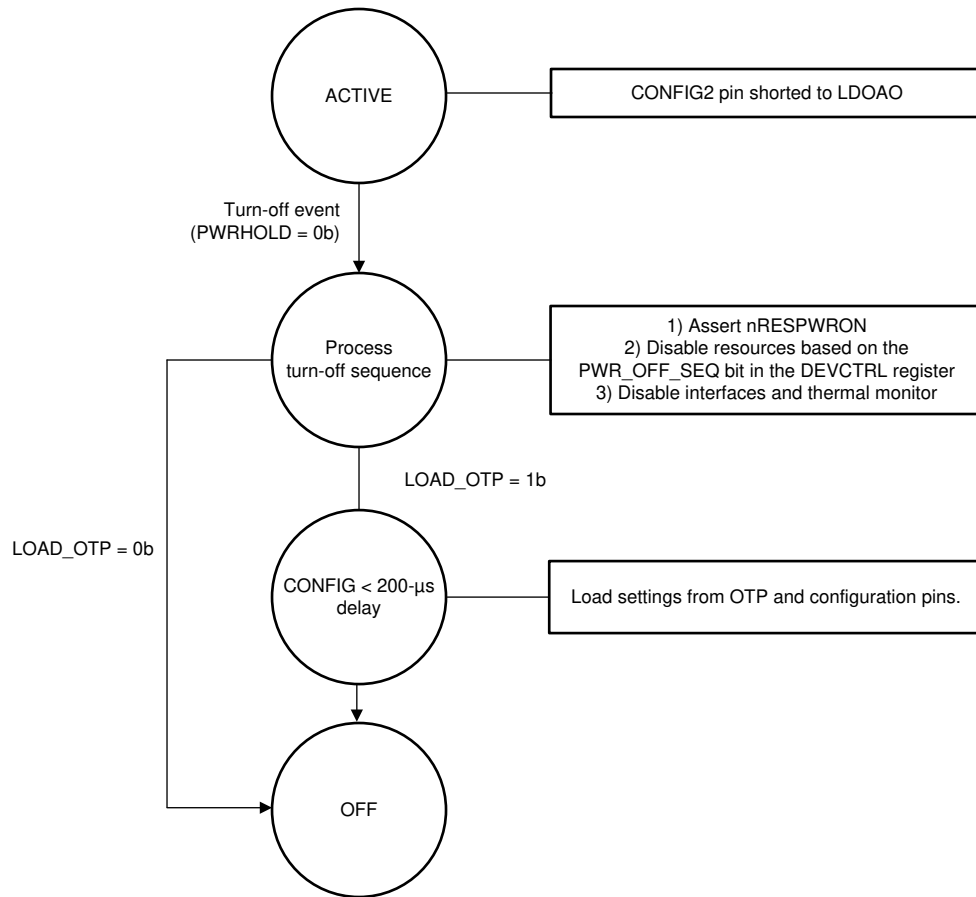 ACTIVE
CONFIG2 pin shorted to LDOAO
Turn-off event
(PWRHOLD = 0b)
Process
turn-off sequence
1) Assert nRESPWRON
2) Disable resources based on the
PWR_OFF_SEQ bit in the DEVCTRL register
3) Disable interfaces and thermal monitor
LOAD_OTP = 1b
LOAD_OTP = 0b
CONFIG < 200-μs
delay
Load settings from OTP and configuration pins.
OFF